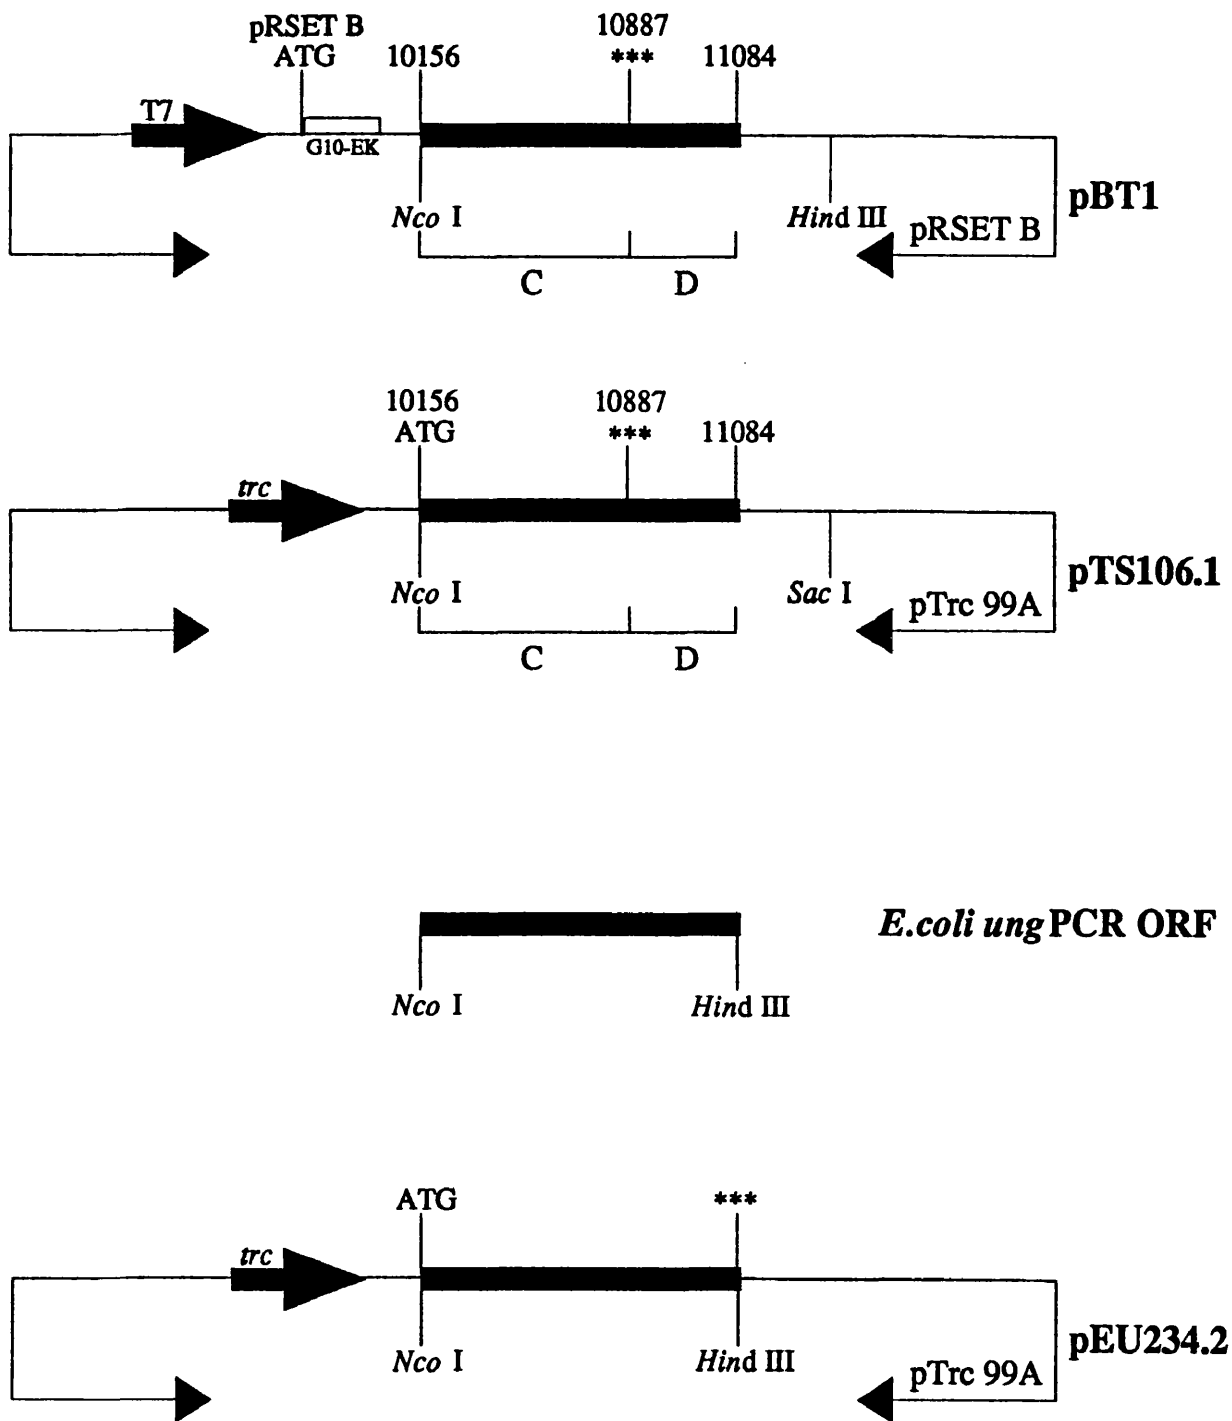 pRSET B
10887
ATG
10156
***
11084
T7
G10-EK
Nco I
Hind III
pRSET B
pBT1
C
D
10156
10887
ATG
***
11084
trc
Nco I
Sac I
pTrc 99A
pTS106.1
C
D
E.coli ung PCR ORF
Nco I
Hind III
ATG
***
trc
Nco I
Hind III
pTrc 99A
pEU234.2